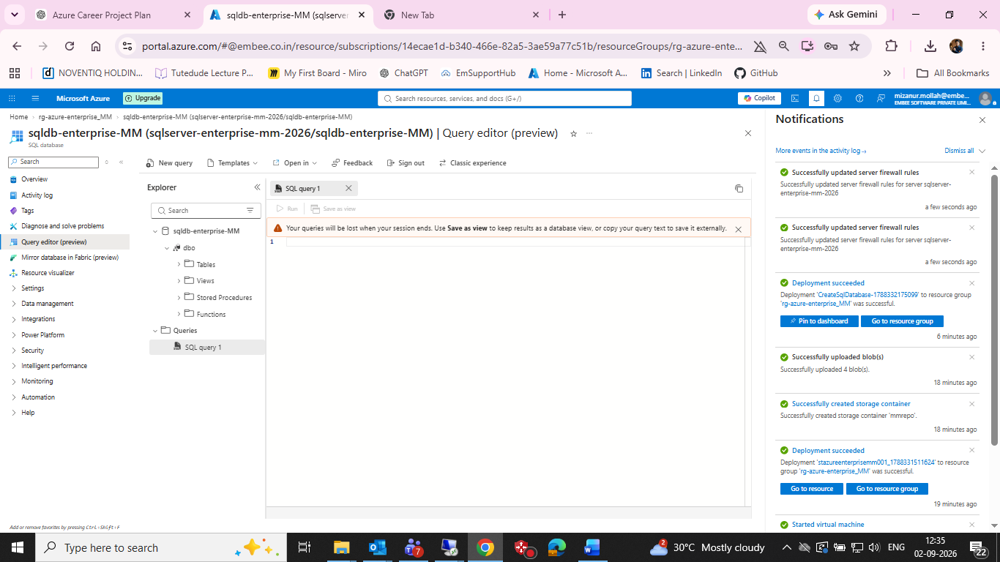 Azure Career Project Plan
sqldb-enterprise-MM (sqlserver-
New Tab
Ask Gemini
portal.azure.com/#@embee.co.in/resource/subscriptions/14ecae1d-b340-466e-82a5-3ae59a77c51b/resourceGroups/rg-azure-ente...
NOVENTIQ HOLDIN...
Tutedude Lecture P...
My First Board - Miro
ChatGPT
EmSupportHub
Home - Microsoft A...
Search | LinkedIn
GitHub
All Bookmarks
Microsoft Azure
Upgrade
Search resources, services, and docs (G+/)
Copilot
mizanur.mollah@embe...
EMBEE SOFTWARE PRIVATE LIMI...
Home > rg-azure-enterprise_MM > sqldb-enterprise-MM (sqlserver-enterprise-mm-2026/sqldb-enterprise-MM)
sqldb-enterprise-MM (sqlserver-enterprise-mm-2026/sqldb-enterprise-MM) | Query editor (preview)
SQL database
Search
Overview
Activity log
Tags
Diagnose and solve problems
Query editor (preview)
Mirror database in Fabric (preview)
Resource visualizer
Settings
Data management
Integrations
Power Platform
Security
Intelligent performance
Monitoring
Automation
Help
Add or remove favorites by pressing Ctrl+Shift+F
New query
Templates
Open in
Feedback
Sign out
Classic experience
Explorer
Search
sqldb-enterprise-MM
dbo
Tables
Views
Stored Procedures
Functions
Queries
SQL query 1
SQL query 1
Run
Save as view
Your queries will be lost when your session ends. Use Save as view to keep results as a database view, or copy your query text to save it externally.
1
Notifications
More events in the activity log→
Dismiss all
Successfully updated server firewall rules
Successfully updated server firewall rules for server sqlserver-
enterprise-mm-2026
a few seconds ago
Successfully updated server firewall rules
Successfully updated server firewall rules for server sqlserver-
enterprise-mm-2026
a few seconds ago
Deployment succeeded
Deployment 'CreateSqlDatabase-1788332175099' to resource group
'rg-azure-enterprise_MM' was successful.
Pin to dashboard
Go to resource group
6 minutes ago
Successfully uploaded blob(s)
Successfully uploaded 4 blob(s).
18 minutes ago
Successfully created storage container
Successfully created storage container 'mmrepo'.
18 minutes ago
Deployment succeeded
Deployment 'stazureenterprisemm001_1788331511624' to resource
group 'rg-azure-enterprise_MM' was successful.
Go to resource
Go to resource group
19 minutes ago
Started virtual machine
Type here to search
7
2
30°C Mostly cloudy
ENG
12:35
02-09-2026
22